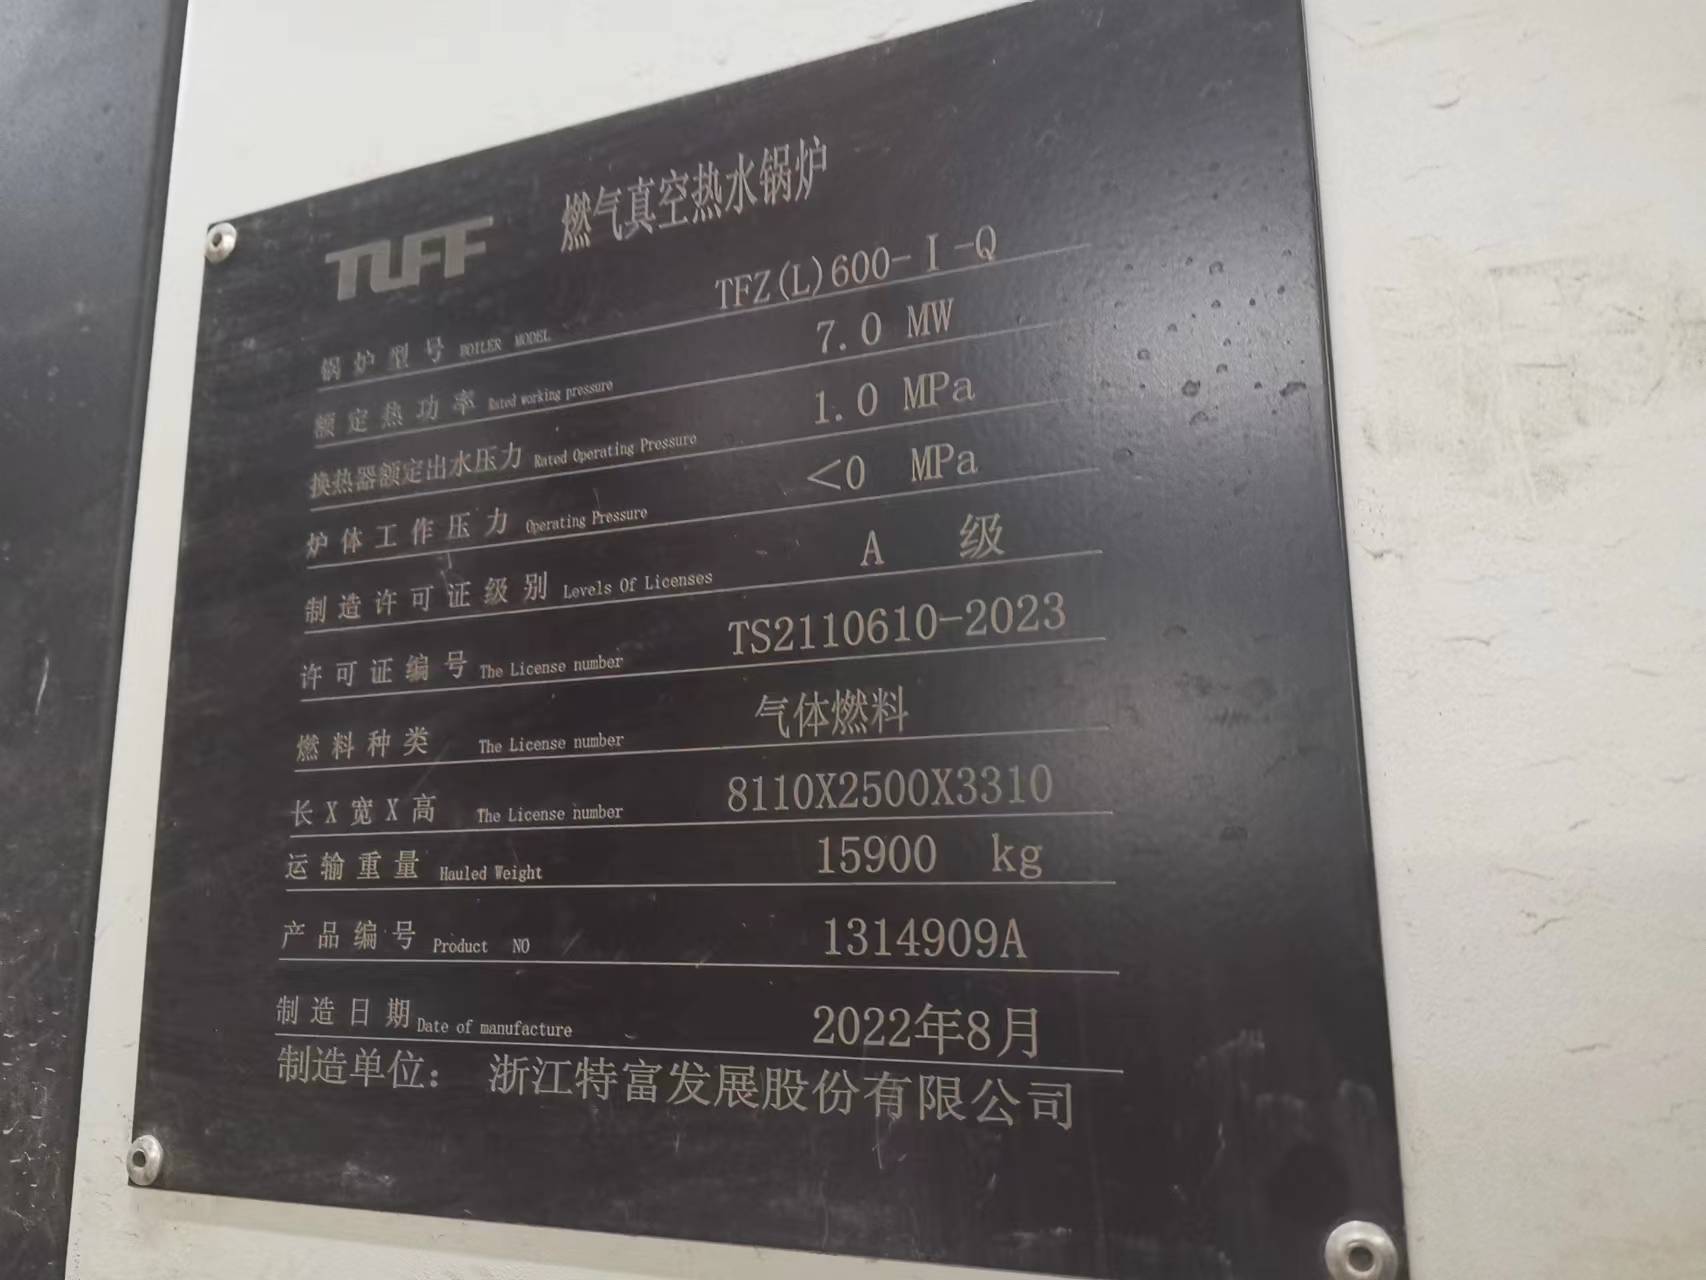 TUFF 燃气真空热水锅炉
锅炉型号 BOILER MODEL TFZ(L)600-I-Q
额定热功率 Rated working pressure 7.0 MW
换热器额定出水压力 Rated Operating Pressure 1.0 MPa
炉体工作压力 Operating Pressure <0 MPa
制造许可证级别 Levels Of Licenses A 级
许可证编号 The License number TS2110610-2023
燃料种类 The License number 气体燃料
长X宽X高 The License number 8110X2500X3310
运输重量 Hauled Weight 15900 kg
产品编号 Product NO 1314909A
制造日期 Date of manufacture 2022年8月
制造单位：浙江特富发展股份有限公司